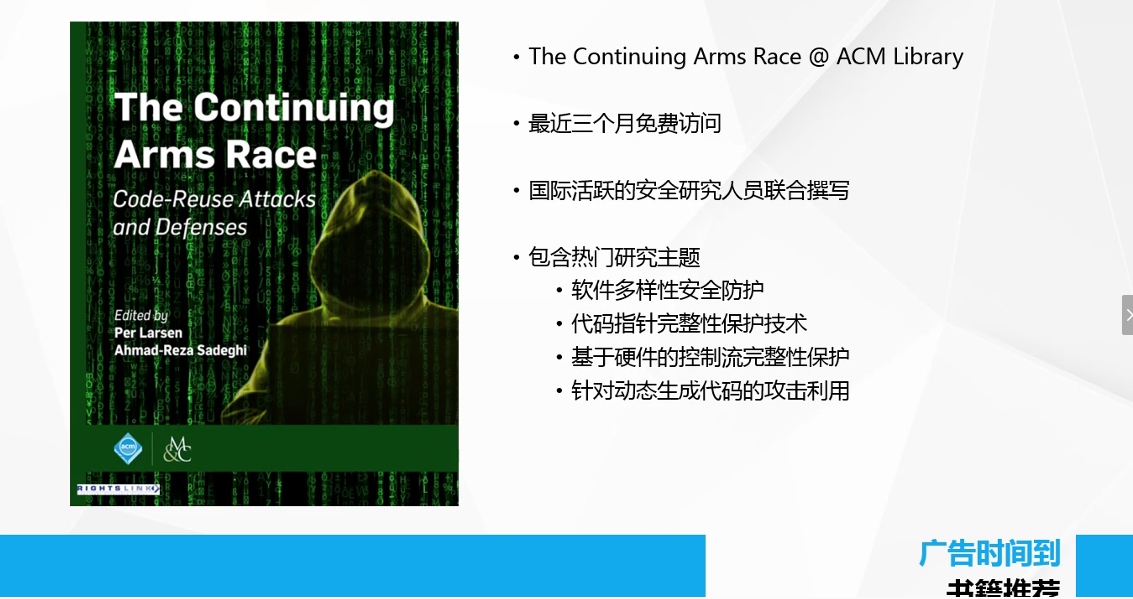 The Continuing
Arms Race
Code-Reuse Attacks
and Defenses
Edited by
Per Larsen
Ahmad-Reza Sadeghi
acm
M
&C
RIGHTSLINK
• The Continuing Arms Race @ ACM Library
• 最近三个月免费访问
• 国际活跃的安全研究人员联合撰写
• 包含热门研究主题
• 软件多样性安全防护
• 代码指针完整性保护技术
• 基于硬件的控制流完整性保护
• 针对动态生成代码的攻击利用
广告时间到
书籍推荐